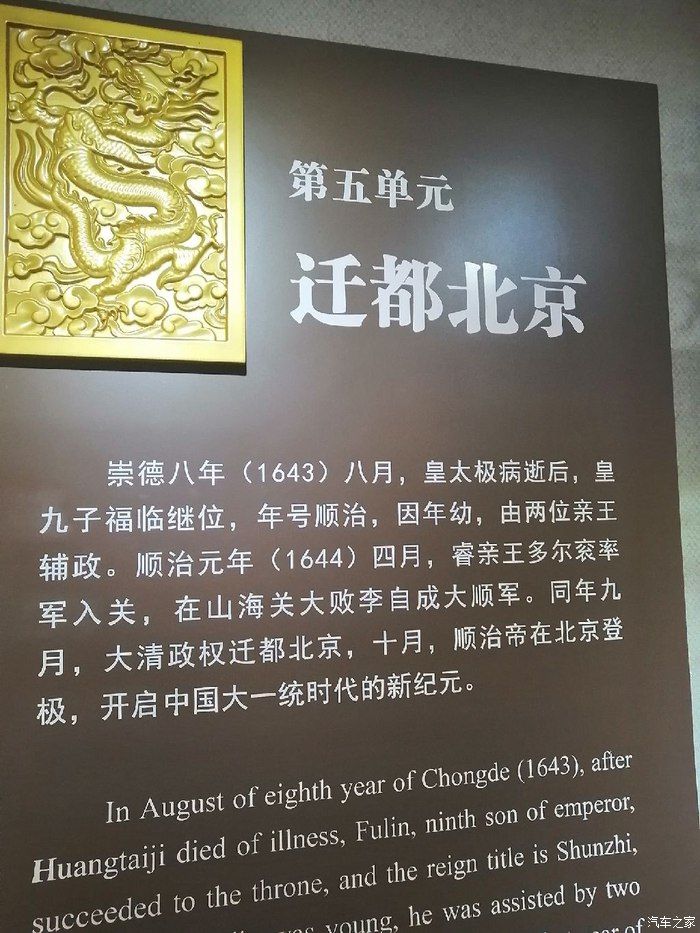 第五单元
迁都北京
崇德八年（1643）八月，皇太极病逝后，皇
九子福临继位，年号顺治，因年幼，由两位亲王
辅政。顺治元年（1644）四月，睿亲王多尔衮率
军入关，在山海关大败李自成大顺军。同年九
月，大清政权迁都北京，十月，顺治帝在北京登
极，开启中国大一统时代的新纪元。
In August of eighth year of Chongde (1643), after
Huangtaiji died of illness, Fulin, ninth son of emperor,
succeeded to the throne, and the reign title is Shunzhi,
was young, he was assisted by two
of
汽车之家